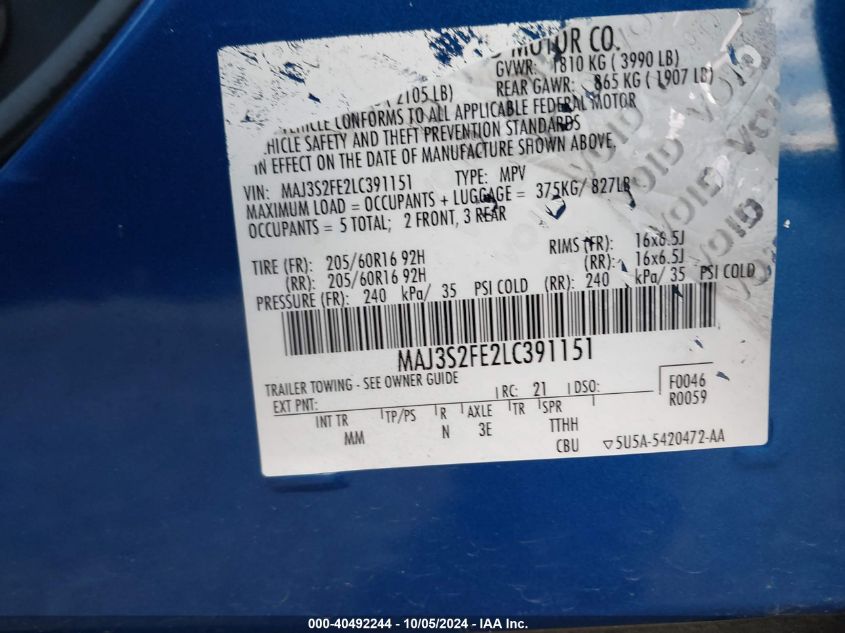 MOTOR CO.
GVWR: 1810 KG ( 3990 LB)
( 2105 LB) REAR GAWR: 865 KG ( 1907 LB)
VEHICLE CONFORMS TO ALL APPLICABLE FEDERAL MOTOR
VEHICLE SAFETY AND THEFT PREVENTION STANDARDS
IN EFFECT ON THE DATE OF MANUFACTURE SHOWN ABOVE.
VIN: MAJ3S2FE2LC391151 TYPE: MPV
MAXIMUM LOAD = OCCUPANTS + LUGGAGE = 375KG/ 827LB
OCCUPANTS = 5 TOTAL; 2 FRONT, 3 REAR
TIRE (FR): 205/60R16 92H RIMS (FR): 16x6.5J
(RR): 205/60R16 92H (RR): 16x6.5J
PRESSURE (FR): 240 kPa/ 35 PSI COLD (RR): 240 kPa/ 35 PSI COLD
MAJ3S2FE2LC391151
TRAILER TOWING - SEE OWNER GUIDE
EXT PNT: RC: 21 DSO: F0046
R0059
INT TR TP/PS R AXLE TR SPR
MM N 3E TTHH
CBU ▽5U5A-5420472-AA
VOID VOID VOID
VOID VOID VOID
000-40492244 - 10/05/2024 - IAA Inc.